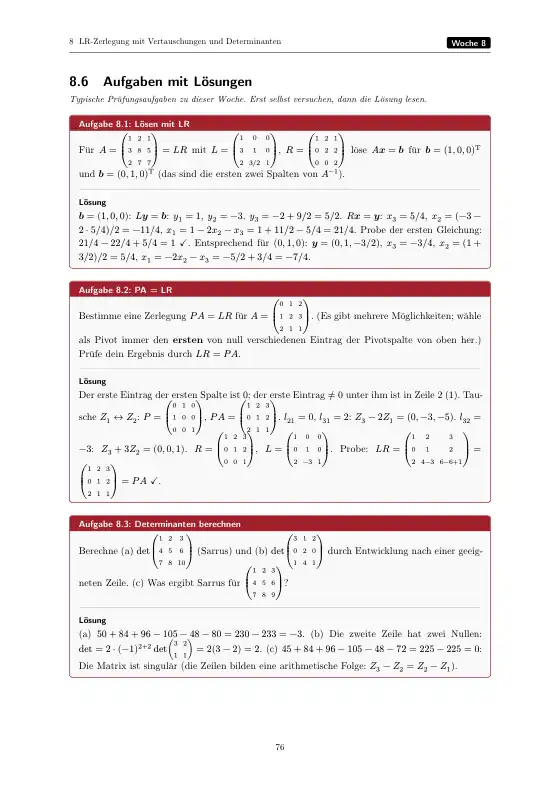 8 LR-Zerlegung mit Vertauschungen und Determinanten Woche 8
8.6 Aufgaben mit Lösungen
Typische Prüfungsaufgaben zu dieser Woche. Erst selbst versuchen, dann die Lösung lesen.
Aufgabe 8.1: Lösen mit LR
Für A = (1 2 1; 3 8 5; 2 7 7) = LR mit L = (1 0 0; 3 1 0; 2 3/2 1), R = (1 2 1; 0 2 2; 0 0 2) löse Ax = b für b = (1,0,0)ᵀ
und b = (0,1,0)ᵀ (das sind die ersten zwei Spalten von A⁻¹).
Lösung
b = (1,0,0): Ly = b: y₁ = 1, y₂ = −3. y₃ = −2 + 9/2 = 5/2. Rx = y: x₃ = 5/4, x₂ = (−3 −
2 · 5/4)/2 = −11/4, x₁ = 1 − 2x₂ − x₃ = 1 + 11/2 − 5/4 = 21/4. Probe der ersten Gleichung:
21/4 − 22/4 + 5/4 = 1 ✓. Entsprechend für (0,1,0): y = (0,1,−3/2), x₃ = −3/4, x₂ = (1 +
3/2)/2 = 5/4, x₁ = −2x₂ − x₃ = −5/2 + 3/4 = −7/4.
Aufgabe 8.2: PA = LR
Bestimme eine Zerlegung PA = LR für A = (0 1 2; 1 2 3; 2 1 1). (Es gibt mehrere Möglichkeiten; wähle
als Pivot immer den ersten von null verschiedenen Eintrag der Pivotspalte von oben her.)
Prüfe dein Ergebnis durch LR = PA.
Lösung
Der erste Eintrag der ersten Spalte ist 0; der erste Eintrag ≠ 0 unter ihm ist in Zeile 2 (1). Tau-
sche Z₁ ↔ Z₂: P = (0 1 0; 1 0 0; 0 0 1), PA = (1 2 3; 0 1 2; 2 1 1). l₂₁ = 0, l₃₁ = 2: Z₃ − 2Z₁ = (0,−3,−5). l₃₂ =
−3: Z₃ + 3Z₂ = (0,0,1). R = (1 2 3; 0 1 2; 0 0 1), L = (1 0 0; 0 1 0; 2 −3 1). Probe: LR = (1 2 3; 0 1 2; 2 4−3 6−6+1) =
(1 2 3; 0 1 2; 2 1 1) = PA ✓.
Aufgabe 8.3: Determinanten berechnen
Berechne (a) det(1 2 3; 4 5 6; 7 8 10) (Sarrus) und (b) det(3 1 2; 0 2 0; 1 4 1) durch Entwicklung nach einer geeig-
neten Zeile. (c) Was ergibt Sarrus für (1 2 3; 4 5 6; 7 8 9)?
Lösung
(a) 50 + 84 + 96 − 105 − 48 − 80 = 230 − 233 = −3. (b) Die zweite Zeile hat zwei Nullen:
det = 2 · (−1)²⁺² det(3 2; 1 1) = 2(3 − 2) = 2. (c) 45 + 84 + 96 − 105 − 48 − 72 = 225 − 225 = 0:
Die Matrix ist singulär (die Zeilen bilden eine arithmetische Folge: Z₃ − Z₂ = Z₂ − Z₁).
76